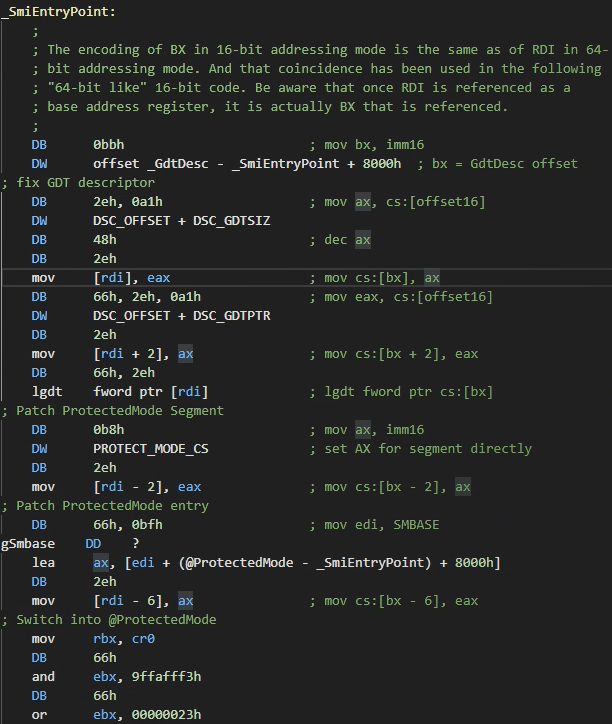 _SmiEntryPoint:
;
; The encoding of BX in 16-bit addressing mode is the same as of RDI in 64-
; bit addressing mode. And that coincidence has been used in the following
; "64-bit like" 16-bit code. Be aware that once RDI is referenced as a
; base address register, it is actually BX that is referenced.
;
DB 0bbh ; mov bx, imm16
DW offset _GdtDesc - _SmiEntryPoint + 8000h ; bx = GdtDesc offset
; fix GDT descriptor
DB 2eh, 0a1h ; mov ax, cs:[offset16]
DW DSC_OFFSET + DSC_GDTSIZ
DB 48h ; dec ax
DB 2eh
mov [rdi], eax ; mov cs:[bx], ax
DB 66h, 2eh, 0a1h ; mov eax, cs:[offset16]
DW DSC_OFFSET + DSC_GDTPTR
DB 2eh
mov [rdi + 2], ax ; mov cs:[bx + 2], eax
DB 66h, 2eh
lgdt fword ptr [rdi] ; lgdt fword ptr cs:[bx]
; Patch ProtectedMode Segment
DB 0b8h ; mov ax, imm16
DW PROTECT_MODE_CS ; set AX for segment directly
DB 2eh
mov [rdi - 2], eax ; mov cs:[bx - 2], ax
; Patch ProtectedMode entry
DB 66h, 0bfh ; mov edi, SMBASE
gSmbase DD ?
lea ax, [edi + (@ProtectedMode - _SmiEntryPoint) + 8000h]
DB 2eh
mov [rdi - 6], ax ; mov cs:[bx - 6], eax
; Switch into @ProtectedMode
mov rbx, cr0
DB 66h
and ebx, 9ffafff3h
DB 66h
or ebx, 00000023h